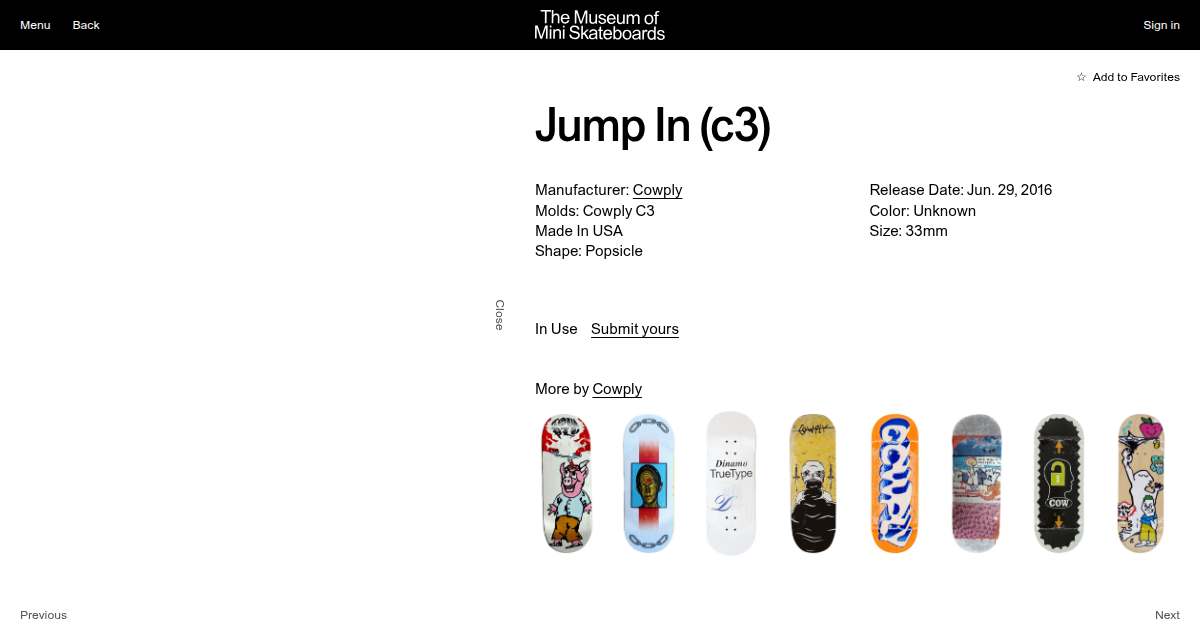 Menu
Back
The Museum of
Mini Skateboards
Sign in
☆ Add to Favorites
Jump In (c3)
Manufacturer: Cowply
Molds: Cowply C3
Made In USA
Shape: Popsicle
Release Date: Jun. 29, 2016
Color: Unknown
Size: 33mm
Close
In Use Submit yours
More by Cowply
Dinamo
TrueType
COW
Previous
Next